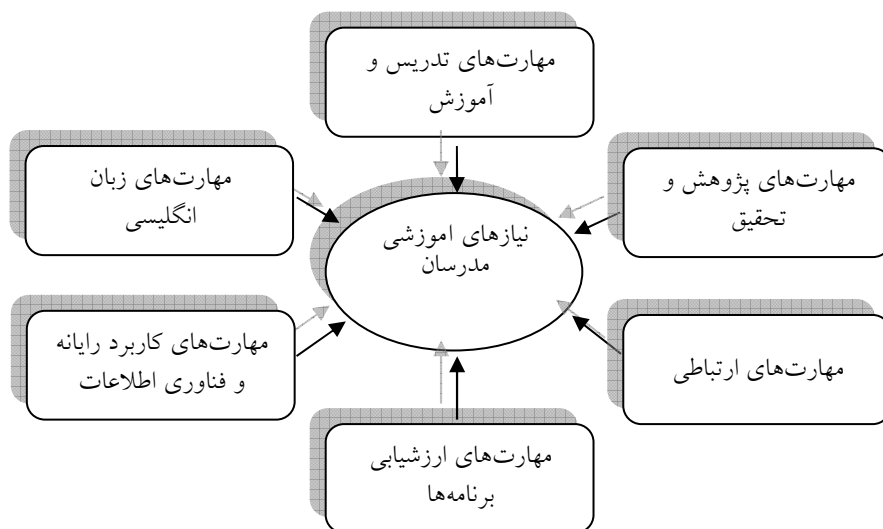 مهارت‌های تدریس و
آموزش
مهارت‌های پژوهش و
تحقیق
مهارت‌های زبان
انگلیسی
نیازهای اموزشی
مدرسان
مهارت‌های ارتباطی
مهارت‌های کاربرد رایانه
و فناوری اطلاعات
مهارت‌های ارزشیابی
برنامه‌ها